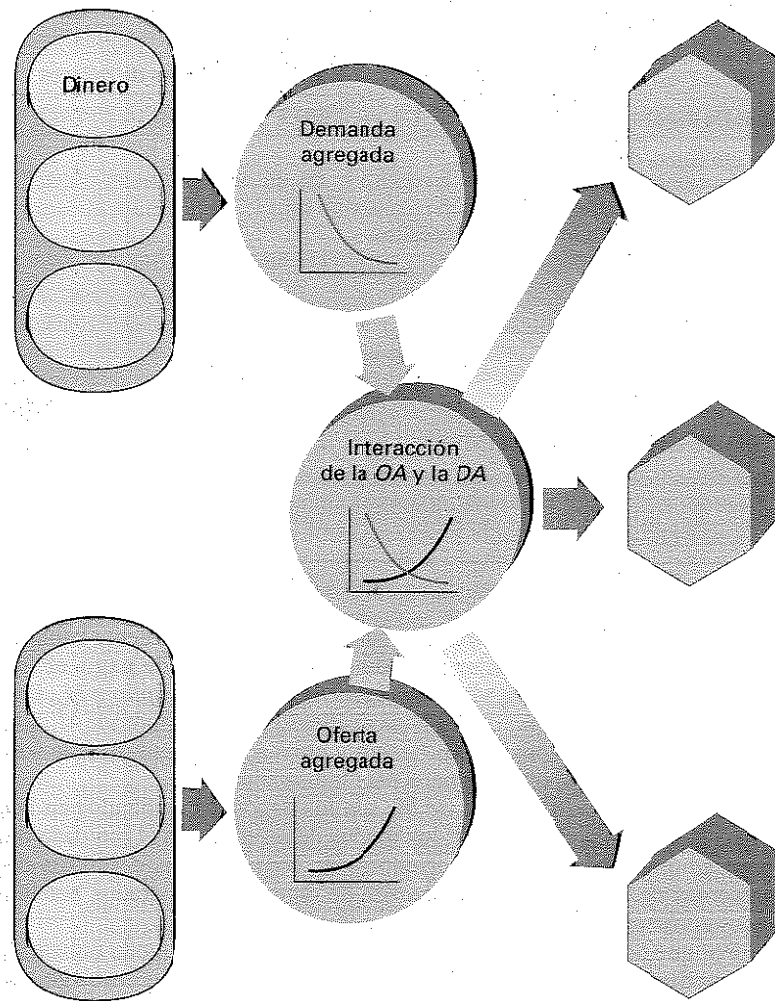 Dinero
Demanda
agregada
Interacción
de la OA y la DA
Oferta
agregada